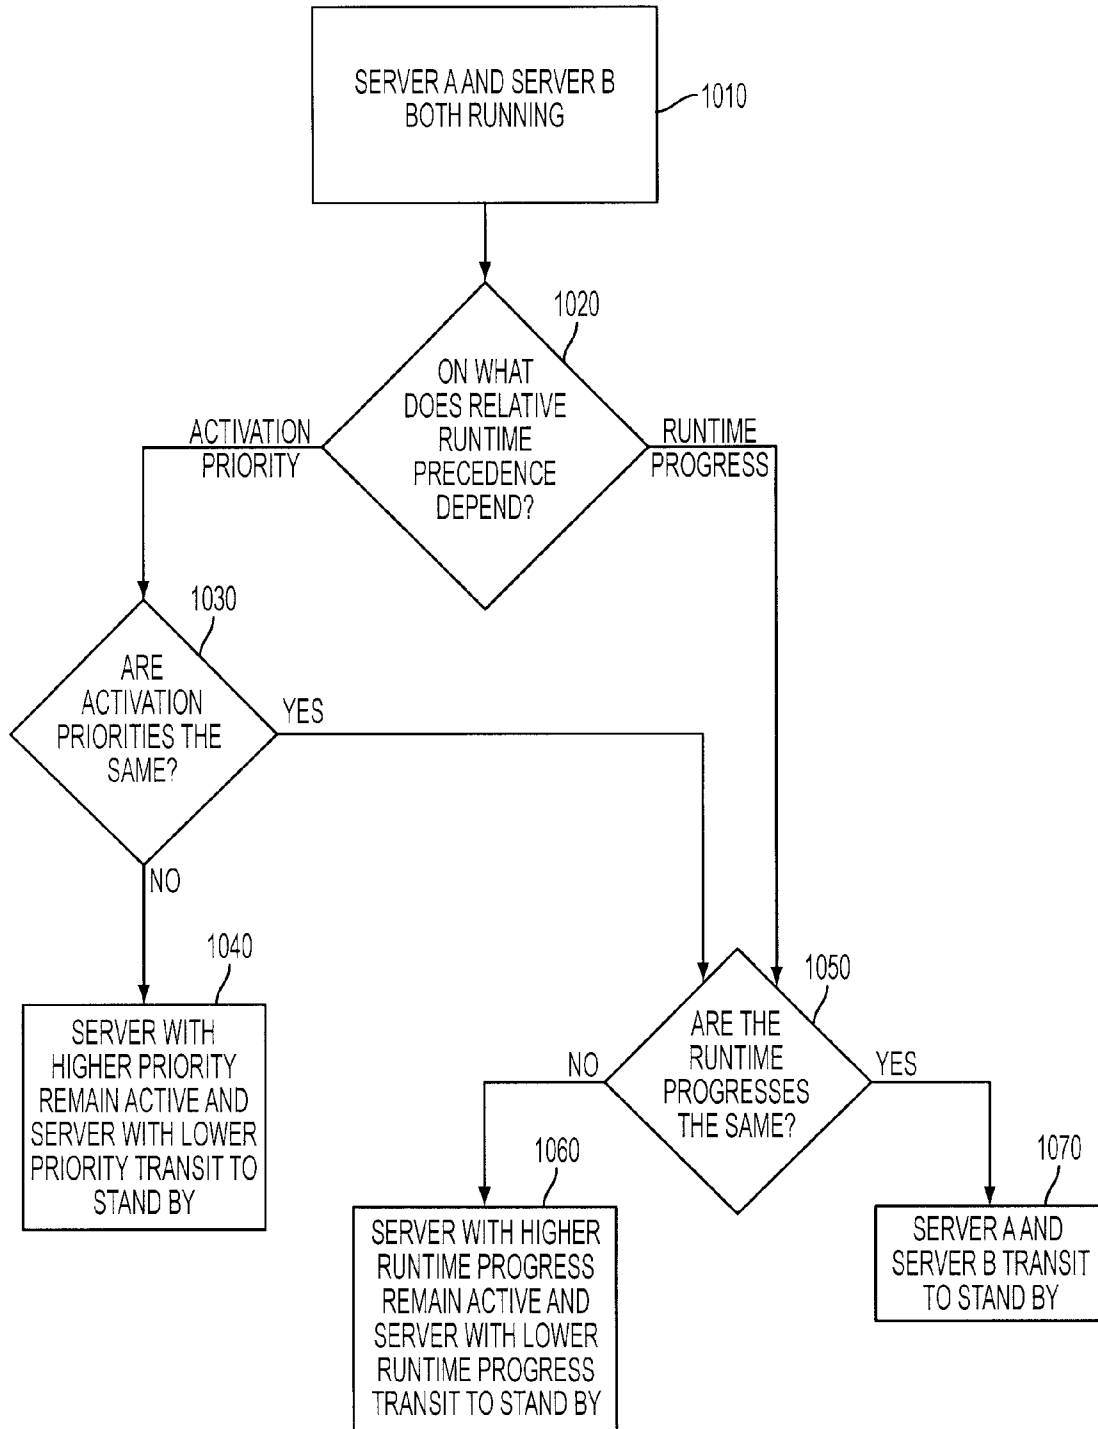 SERVER A AND SERVER B
BOTH RUNNING
1010
1020
ON WHAT
DOES RELATIVE
RUNTIME
PRECEDENCE
DEPEND?
ACTIVATION
PRIORITY
RUNTIME
PROGRESS
1030
ARE
ACTIVATION
PRIORITIES THE
SAME?
YES
NO
1040
SERVER WITH
HIGHER PRIORITY
REMAIN ACTIVE AND
SERVER WITH LOWER
PRIORITY TRANSIT TO
STAND BY
1050
ARE THE
RUNTIME
PROGRESSES
THE SAME?
NO
YES
1060
SERVER WITH HIGHER
RUNTIME PROGRESS
REMAIN ACTIVE AND
SERVER WITH LOWER
RUNTIME PROGRESS
TRANSIT TO STAND BY
1070
SERVER A AND
SERVER B TRANSIT
TO STAND BY